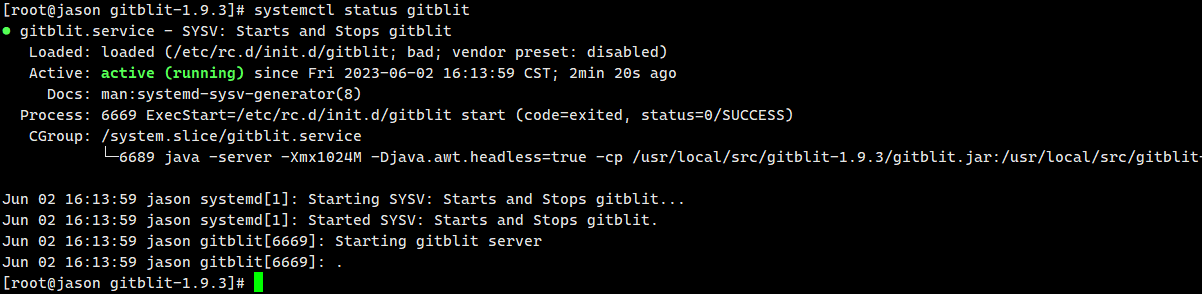 [root@jason gitblit-1.9.3]# systemctl status gitblit
● gitblit.service - SYSV: Starts and Stops gitblit
   Loaded: loaded (/etc/rc.d/init.d/gitblit; bad; vendor preset: disabled)
   Active: active (running) since Fri 2023-06-02 16:13:59 CST; 2min 20s ago
     Docs: man:systemd-sysv-generator(8)
  Process: 6669 ExecStart=/etc/rc.d/init.d/gitblit start (code=exited, status=0/SUCCESS)
   CGroup: /system.slice/gitblit.service
           └─6689 java -server -Xmx1024M -Djava.awt.headless=true -cp /usr/local/src/gitblit-1.9.3/gitblit.jar:/usr/local/src/gitblit-
Jun 02 16:13:59 jason systemd[1]: Starting SYSV: Starts and Stops gitblit...
Jun 02 16:13:59 jason systemd[1]: Started SYSV: Starts and Stops gitblit.
Jun 02 16:13:59 jason gitblit[6669]: Starting gitblit server
Jun 02 16:13:59 jason gitblit[6669]: .
[root@jason gitblit-1.9.3]#